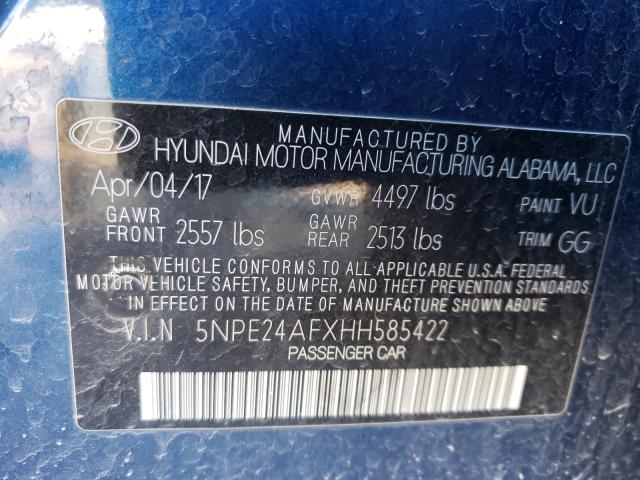 MANUFACTURED BY
HYUNDAI MOTOR MANUFACTURING ALABAMA, LLC
Apr/04/17 GVWR 4497 lbs PAINT VU
GAWR FRONT 2557 lbs GAWR REAR 2513 lbs TRIM GG
THIS VEHICLE CONFORMS TO ALL APPLICABLE U.S.A. FEDERAL
MOTOR VEHICLE SAFETY, BUMPER, AND THEFT PREVENTION STANDARDS
IN EFFECT ON THE DATE OF MANUFACTURE SHOWN ABOVE.
V.I.N 5NPE24AFXHH585422
PASSENGER CAR